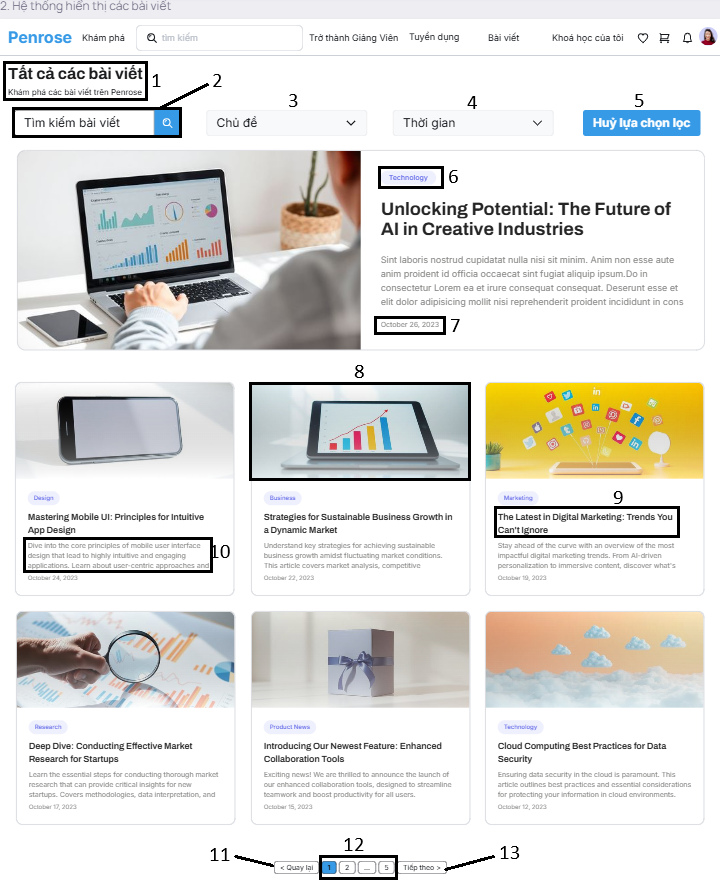 2. Hệ thống hiển thị các bài viết
Penrose Khám phá tìm kiếm Trở thành Giảng Viên Tuyển dụng Bài viết Khoá học của tôi
Tất cả các bài viết 1 2
Khám phá các bài viết trên Penrose
3 4 5
Tìm kiếm bài viết Chủ đề Thời gian Huỷ lựa chọn lọc
Technology 6
Unlocking Potential: The Future of
AI in Creative Industries
Sint laboris nostrud cupidatat nulla nisi sit minim. Anim non esse aute
anim proident id officia occaecat sint fugiat aliquip ipsum.Do in
consectetur Lorem ea et irure consequat consequat. Deserunt esse et
elit dolor adipisicing mollit nisi reprehenderit proident incididunt in cons
October 26, 2023 7
8
Design
Mastering Mobile UI: Principles for Intuitive
App Design
Dive into the core principles of mobile user interface
design that lead to highly intuitive and engaging
applications. Learn about user-centric approaches and
10
October 24, 2023
Business
Strategies for Sustainable Business Growth in
a Dynamic Market
Understand key strategies for achieving sustainable
business growth amidst fluctuating market conditions.
This article covers market analysis, competitive
October 22, 2023
Marketing 9
The Latest in Digital Marketing: Trends You
Can't Ignore
Stay ahead of the curve with an overview of the most
impactful digital marketing trends. From AI-driven
personalization to immersive content, discover what's
October 19, 2023
Research
Deep Dive: Conducting Effective Market
Research for Startups
Learn the essential steps for conducting thorough market
research that can provide critical insights for new
startups. Covers methodologies, data interpretation, and
October 17, 2023
Product News
Introducing Our Newest Feature: Enhanced
Collaboration Tools
Exciting news! We are thrilled to announce the launch of
our enhanced collaboration tools, designed to streamline
teamwork and boost productivity for all users.
October 15, 2023
Technology
Cloud Computing Best Practices for Data
Security
Ensuring data security in the cloud is paramount. This
article outlines best practices and essential considerations
for protecting your information in cloud environments.
October 12, 2023
11 12 13
< Quay lại 1 2 ... 5 Tiếp theo >